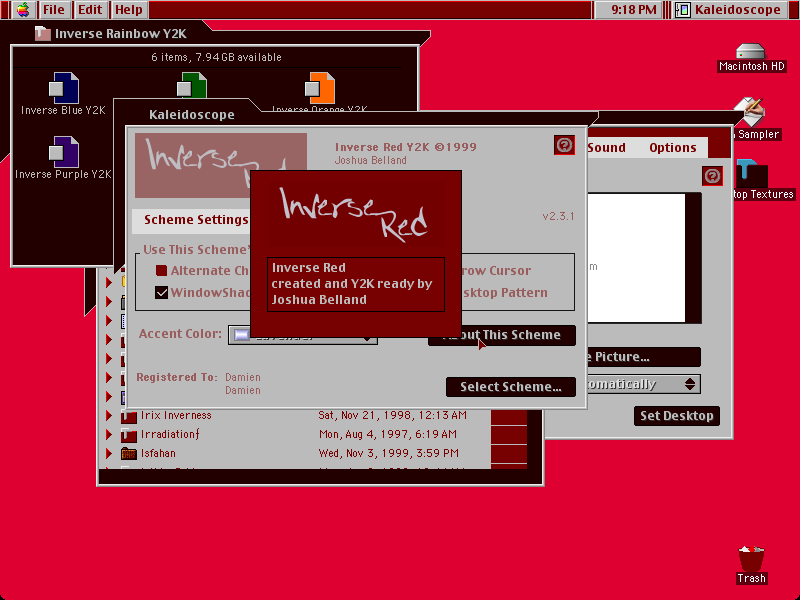 File Edit Help
9:18 PM
Kaleidoscope
Inverse Rainbow Y2K
6 items, 7.94GB available
Inverse Blue Y2K
Inverse Orange Y2K
Inverse Purple Y2K
Macintosh HD
Sampler
top Textures
Trash
Kaleidoscope
Inverse
Inverse Red Y2K ©1999
Joshua Belland
v2.3.1
Scheme Settings
Use This Scheme'
Alternate Ch
WindowShad
row Cursor
sktop Pattern
Accent Color:
About This Scheme
Registered To: Damien
Damien
Select Scheme...
Inverse
Red
Inverse Red
created and Y2K ready by
Joshua Belland
Sound Options
m
e Picture...
omatically
Set Desktop
Irix Inverness Sat, Nov 21, 1998, 12:13 AM
Irradiationƒ Mon, Aug 4, 1997, 6:19 AM
Isfahan Wed, Nov 3, 1999, 3:59 PM